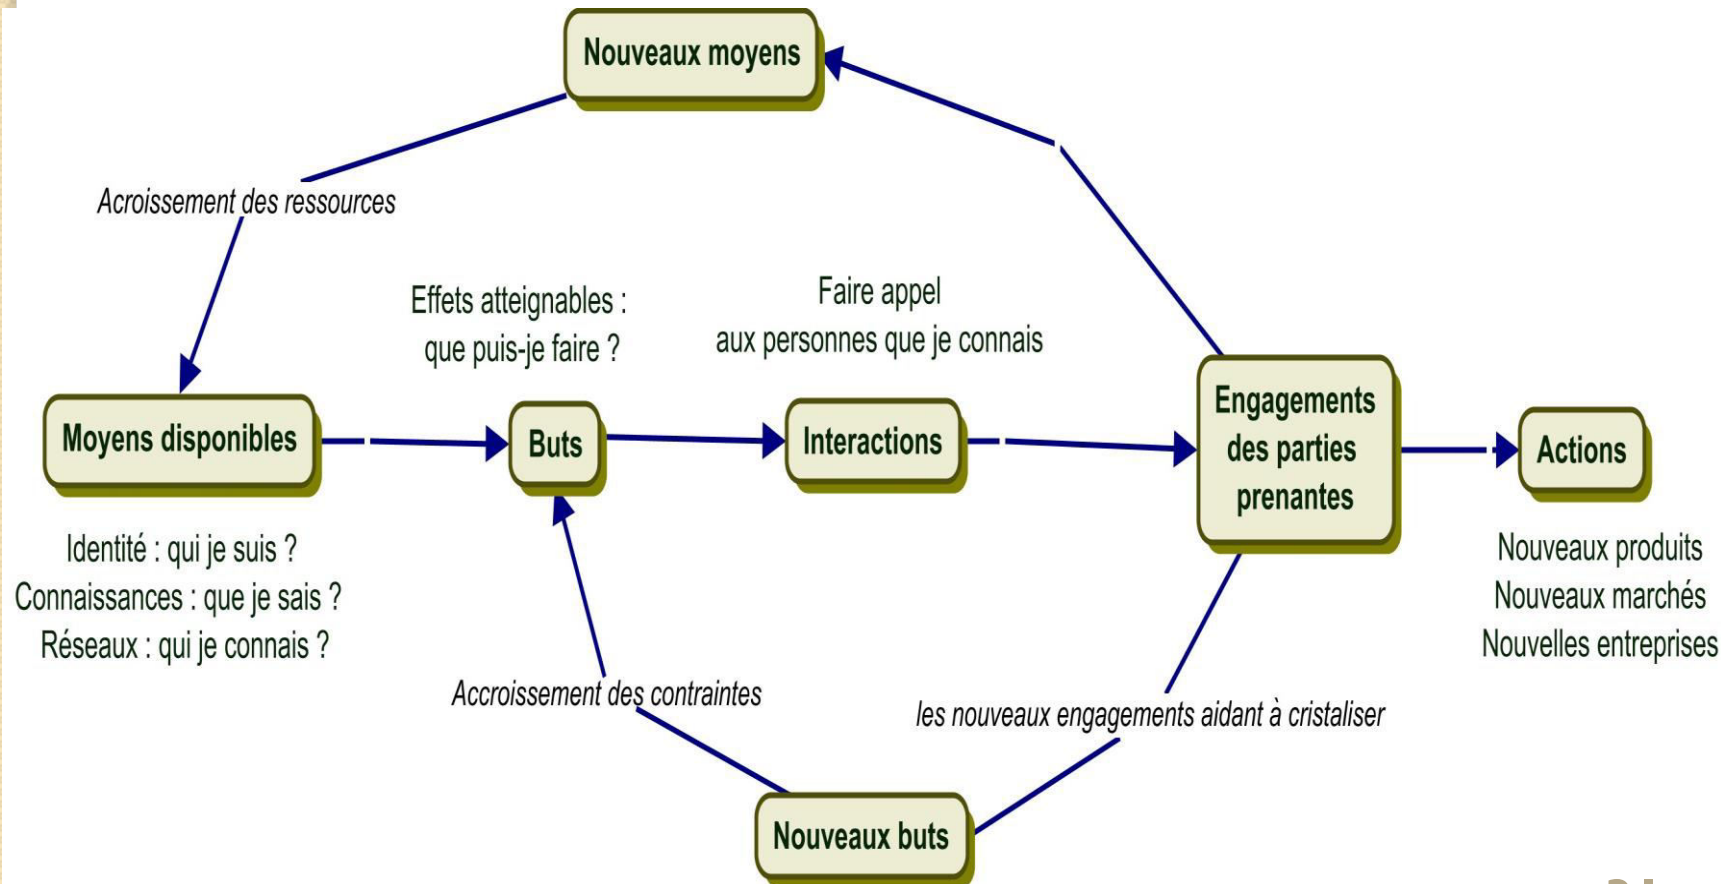 Nouveaux moyens
Acroissement des ressources
Effets atteignables :
que puis-je faire ?
Faire appel
aux personnes que je connais
Moyens disponibles
Buts
Interactions
Engagements
des parties
prenantes
Actions
Identité : qui je suis ?
Connaissances : que je sais ?
Réseaux : qui je connais ?
Nouveaux produits
Nouveaux marchés
Nouvelles entreprises
Accroissement des contraintes
les nouveaux engagements aidant à cristaliser
Nouveaux buts